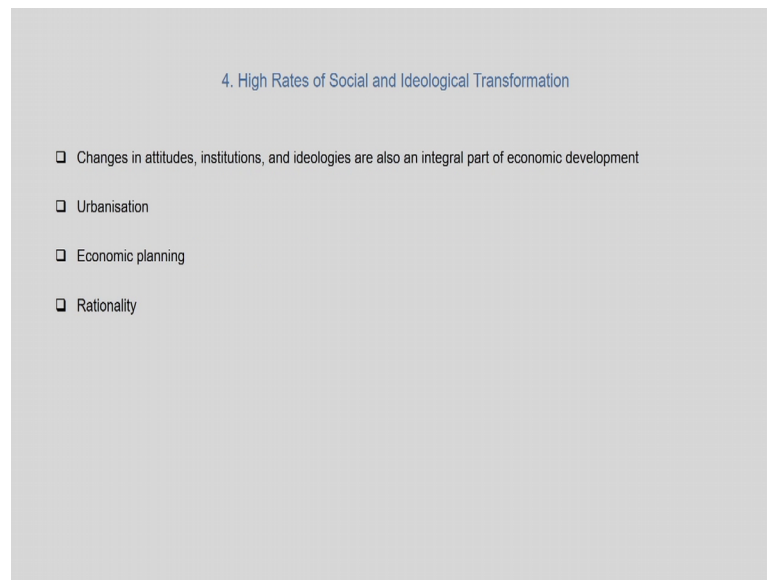 4. High Rates of Social and Ideological Transformation
Changes in attitudes, institutions, and ideologies are also an integral part of economic development
Urbanisation
Economic planning
Rationality